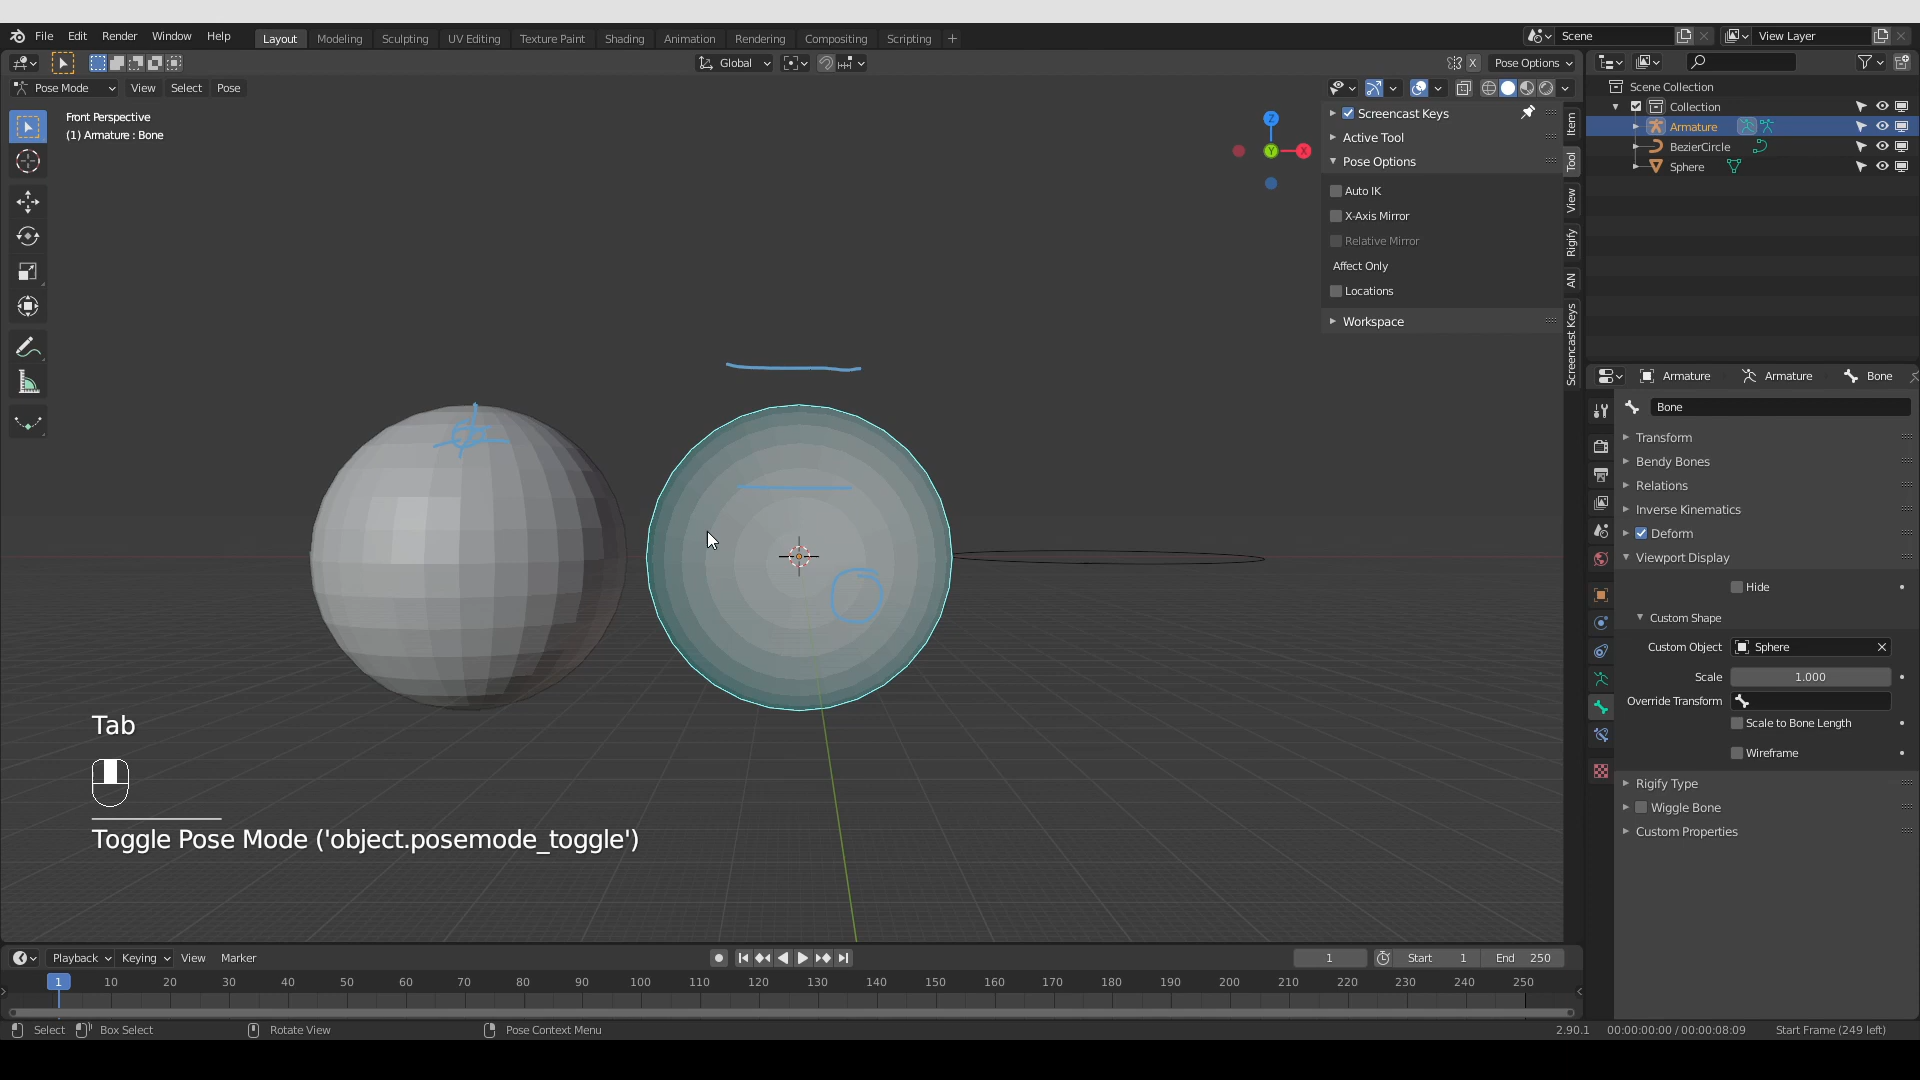 File Edit Render Window Help Layout Modeling Sculpting UV Editing Texture Paint Shading Animation Rendering Compositing Scripting + Scene View Layer
Global Pose Options
X
Pose Mode View Select Pose
Front Perspective
(1) Armature : Bone
Z
Y
X
Screencast Keys
Active Tool
Pose Options
Auto IK
X-Axis Mirror
Relative Mirror
Affect Only
Locations
Workspace
Item
Tool
View
Rigify
AN
Screencast Keys
Scene Collection
Collection
Armature
BezierCircle
Sphere
Armature Armature Bone
Bone
Transform
Bendy Bones
Relations
Inverse Kinematics
Deform
Viewport Display
Hide
Custom Shape
Custom Object Sphere
Scale 1.000
Override Transform
Scale to Bone Length
Wireframe
Rigify Type
Wiggle Bone
Custom Properties
Tab
Toggle Pose Mode ('object.posemode_toggle')
Playback Keying View Marker 1 Start 1 End 250
1 10 20 30 40 50 60 70 80 90 100 110 120 130 140 150 160 170 180 190 200 210 220 230 240 250
Select Box Select Rotate View Pose Context Menu 2.90.1 00:00:00:00 / 00:00:08:09 Start Frame (249 left)